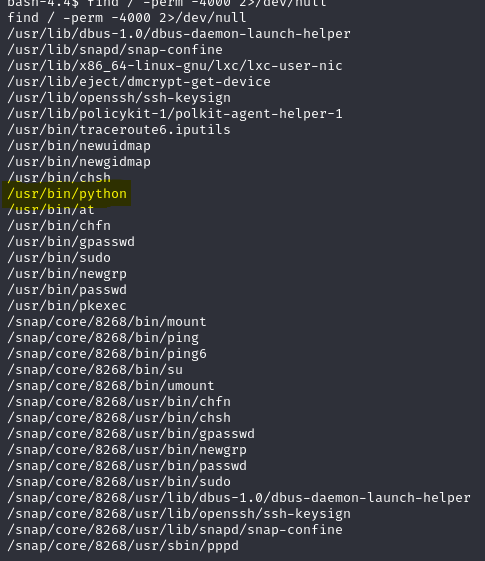 bash-4.4$ find / -perm -4000 2>/dev/null
find / -perm -4000 2>/dev/null
/usr/lib/dbus-1.0/dbus-daemon-launch-helper
/usr/lib/snapd/snap-confine
/usr/lib/x86_64-linux-gnu/lxc/lxc-user-nic
/usr/lib/eject/dmcrypt-get-device
/usr/lib/openssh/ssh-keysign
/usr/lib/policykit-1/polkit-agent-helper-1
/usr/bin/traceroute6.iputils
/usr/bin/newuidmap
/usr/bin/newgidmap
/usr/bin/chsh
/usr/bin/python
/usr/bin/at
/usr/bin/chfn
/usr/bin/gpasswd
/usr/bin/sudo
/usr/bin/newgrp
/usr/bin/passwd
/usr/bin/pkexec
/snap/core/8268/bin/mount
/snap/core/8268/bin/ping
/snap/core/8268/bin/ping6
/snap/core/8268/bin/su
/snap/core/8268/bin/umount
/snap/core/8268/usr/bin/chfn
/snap/core/8268/usr/bin/chsh
/snap/core/8268/usr/bin/gpasswd
/snap/core/8268/usr/bin/newgrp
/snap/core/8268/usr/bin/passwd
/snap/core/8268/usr/bin/sudo
/snap/core/8268/usr/lib/dbus-1.0/dbus-daemon-launch-helper
/snap/core/8268/usr/lib/openssh/ssh-keysign
/snap/core/8268/usr/lib/snapd/snap-confine
/snap/core/8268/usr/sbin/pppd